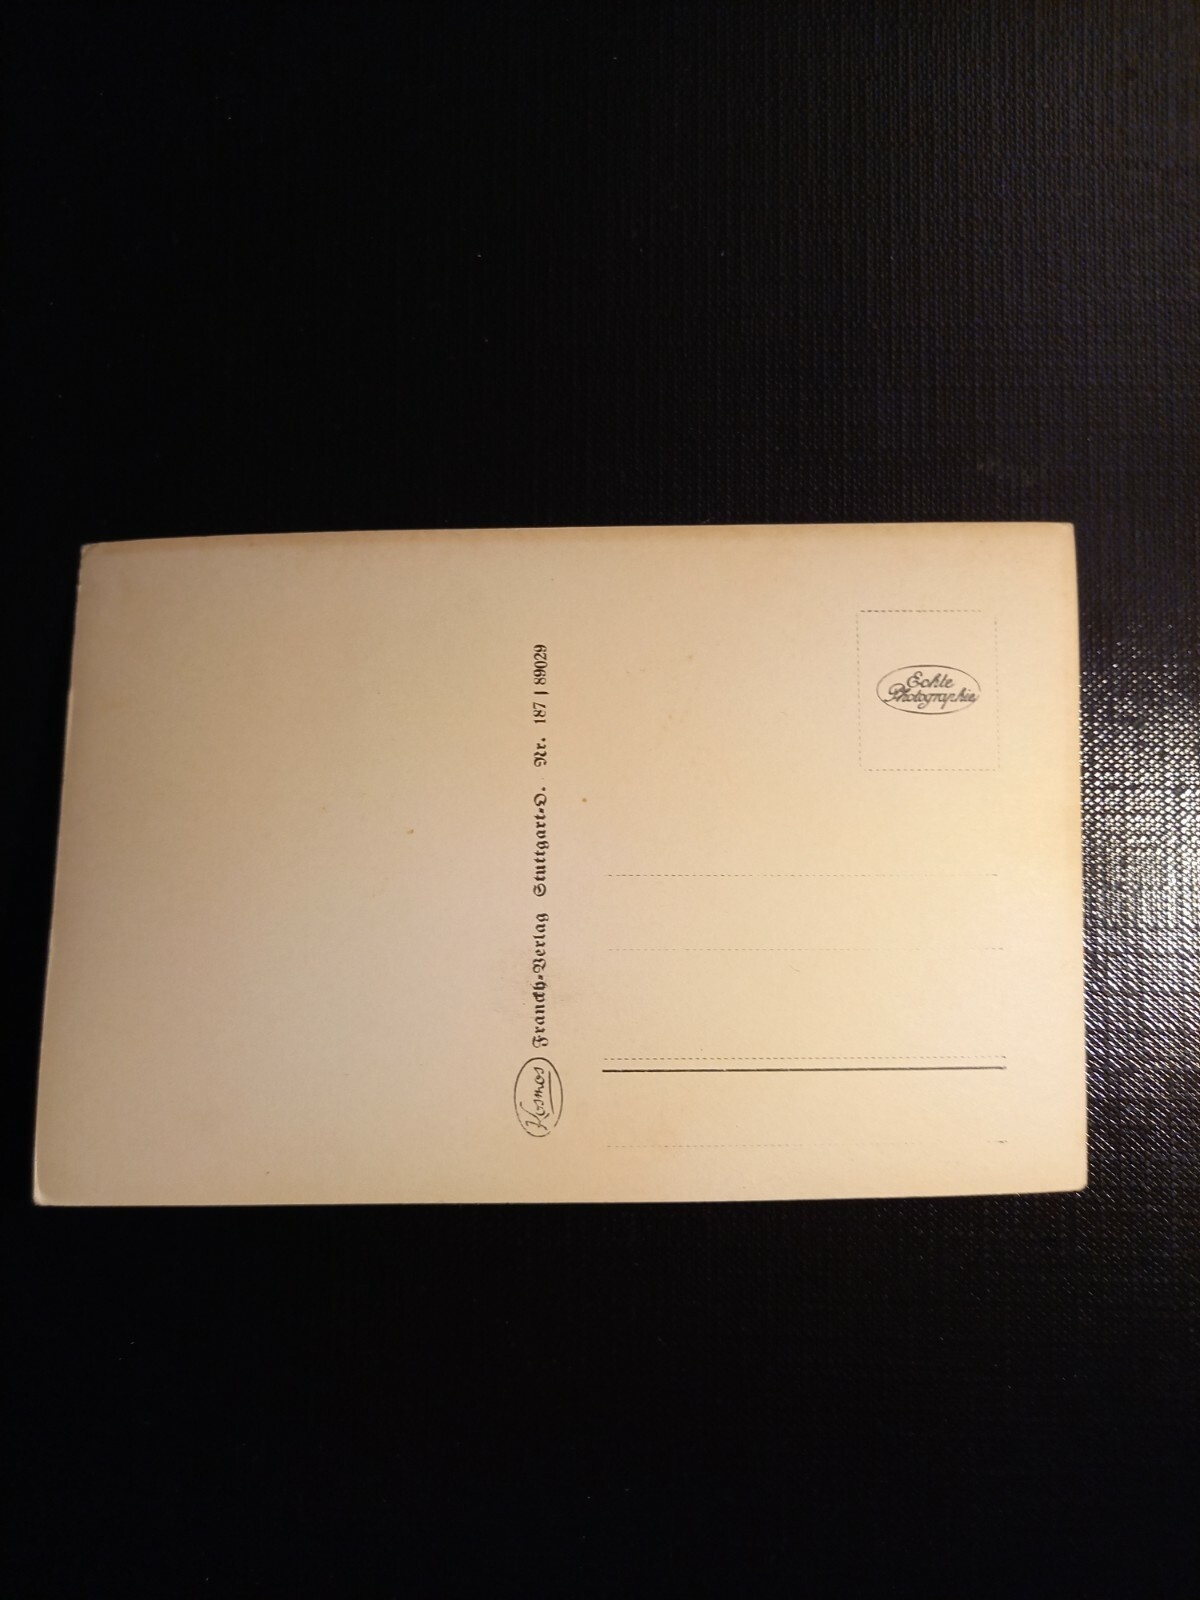 Echte
Photographie
Kosmos Franckh-Verlag Stuttgart-O. Nr. 187 | 89029